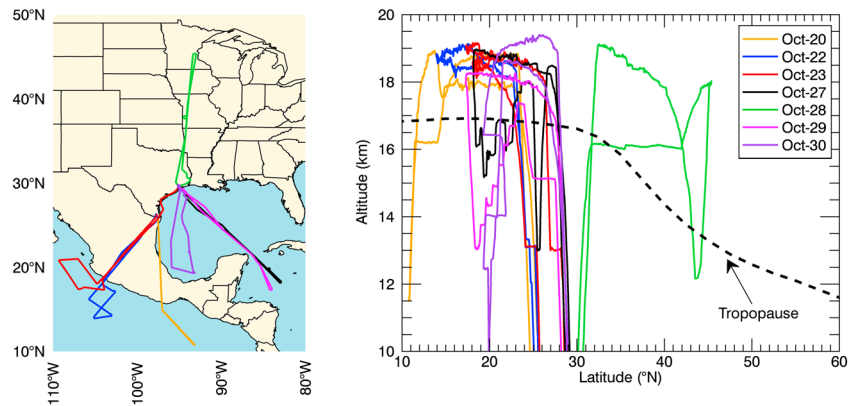 50°N
40°N
30°N
20°N
10°N
110°W
100°W
90°W
80°W
20
18
16
14
12
10
Altitude (km)
10
20
30
40
50
60
Latitude (°N)
Oct-20
Oct-22
Oct-23
Oct-27
Oct-28
Oct-29
Oct-30
Tropopause